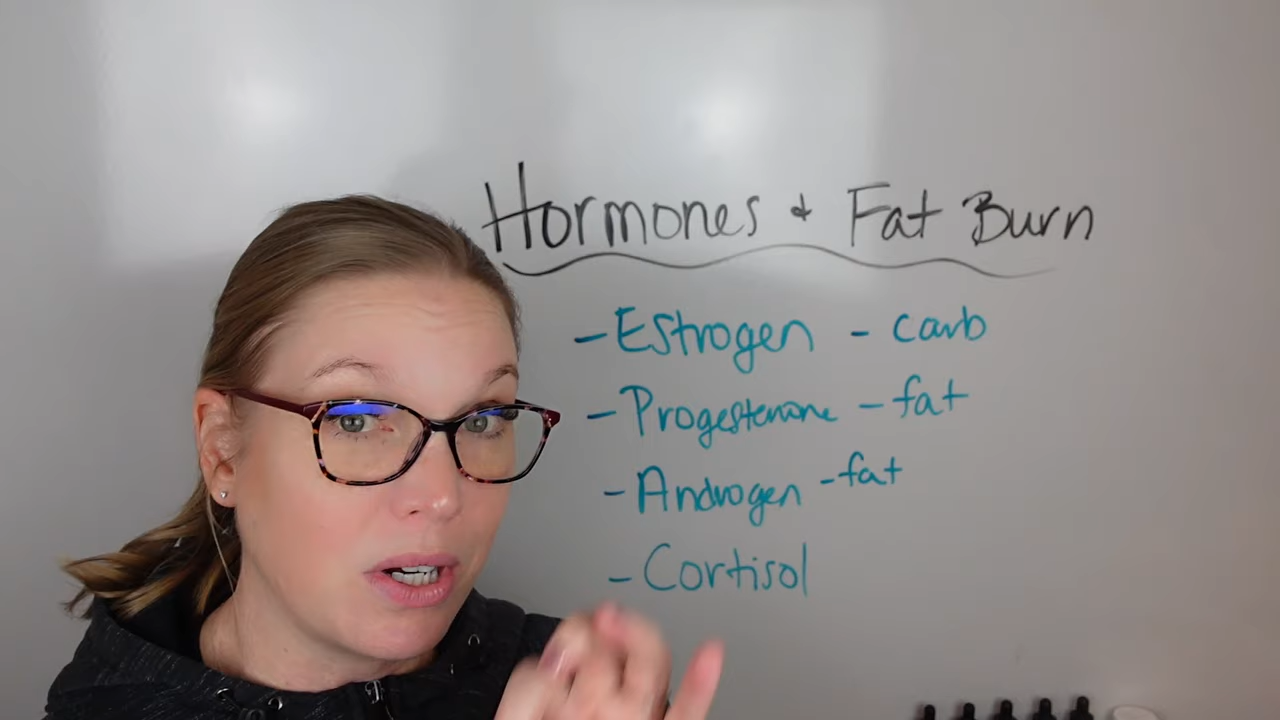 Hormones + Fat Burn
- Estrogen - carb
- Progesterone - fat
- Androgen - fat
- Cortisol